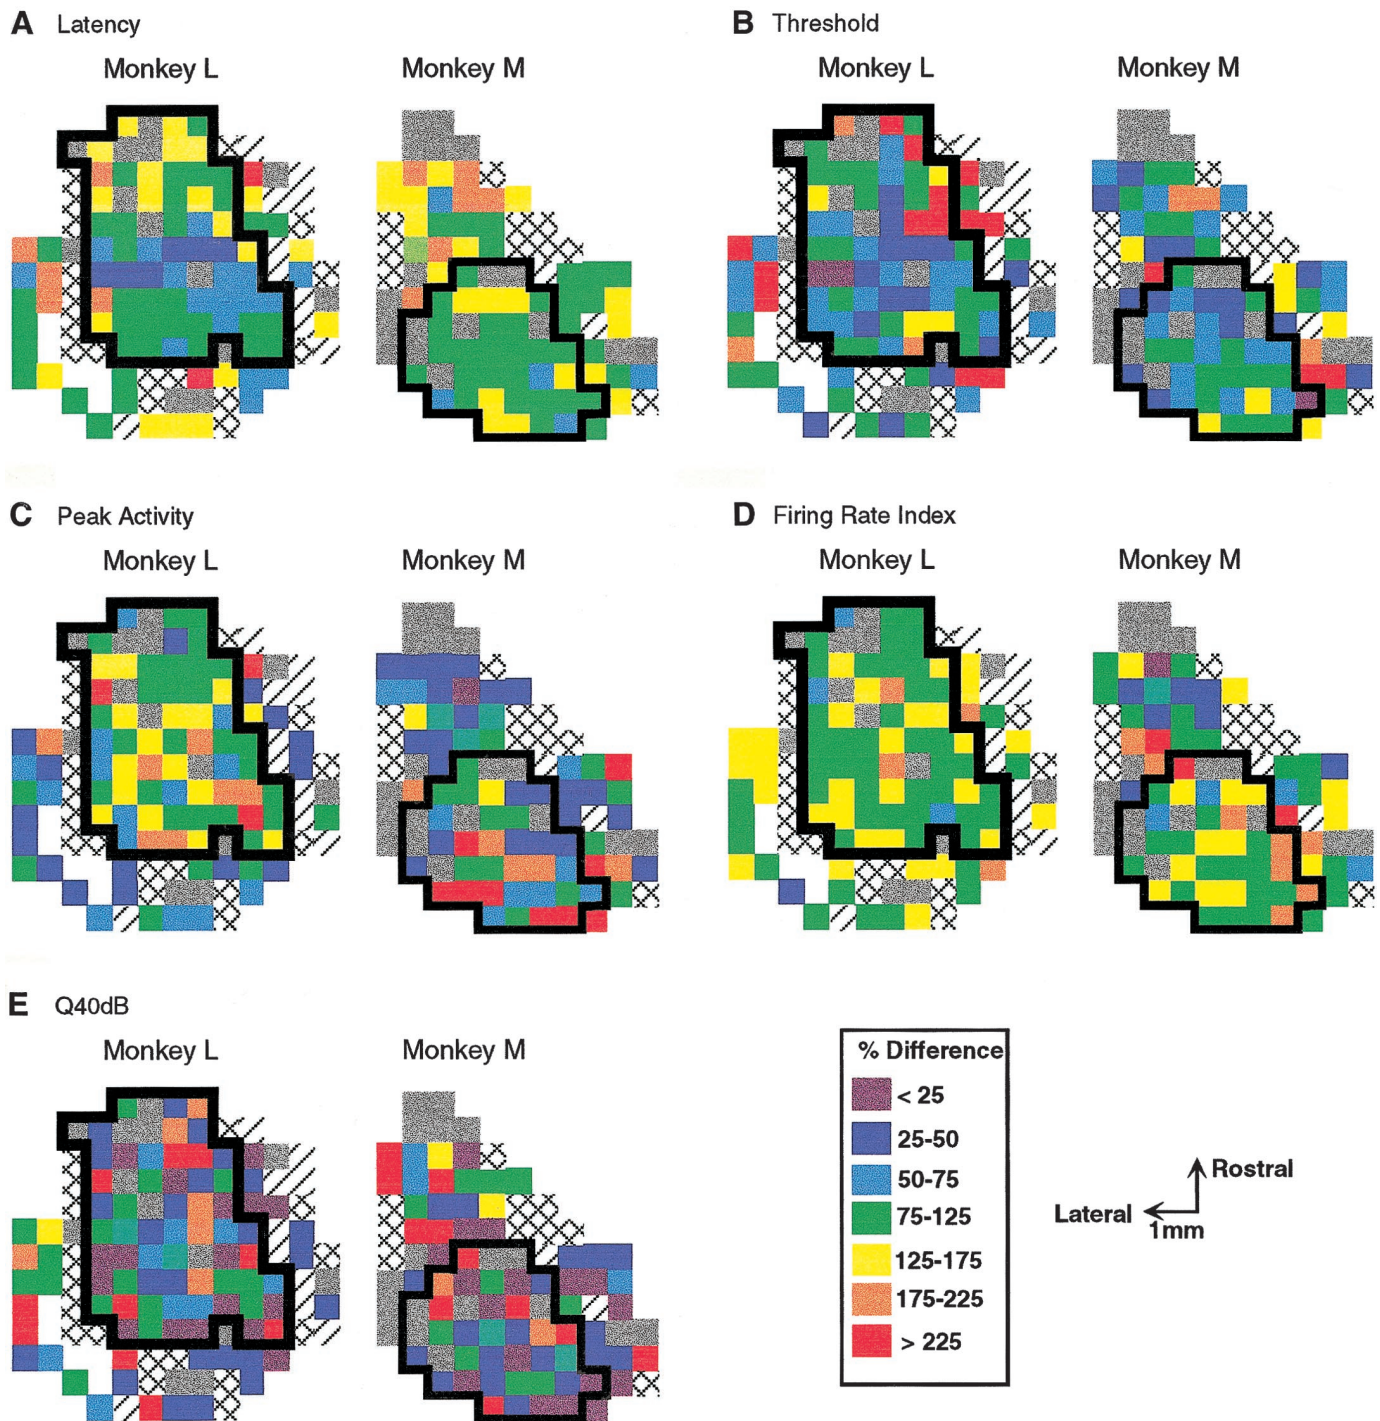 A Latency
Monkey L Monkey M
B Threshold
Monkey L Monkey M
C Peak Activity
Monkey L Monkey M
D Firing Rate Index
Monkey L Monkey M
E Q40dB
Monkey L Monkey M
% Difference
< 25
25-50
50-75
75-125
125-175
175-225
> 225
Rostral
Lateral
1mm